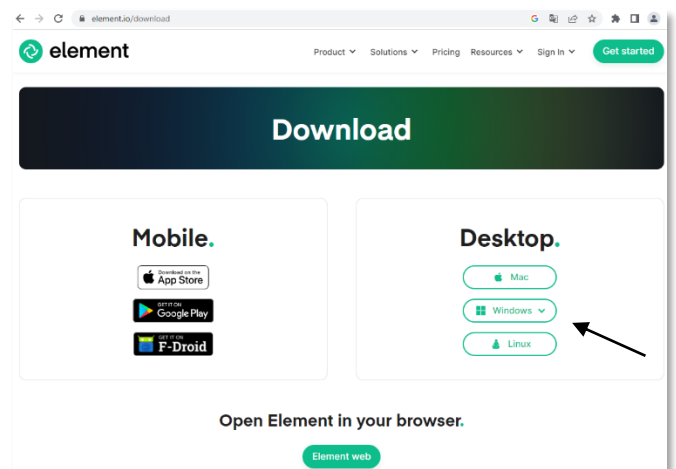 element.io/download
element
Product Solutions Pricing Resources Sign In Get started
Download
Mobile.
Download on the
App Store
GET IT ON
Google Play
GET IT ON
F-Droid
Desktop.
Mac
Windows
Linux
Open Element in your browser.
Element web